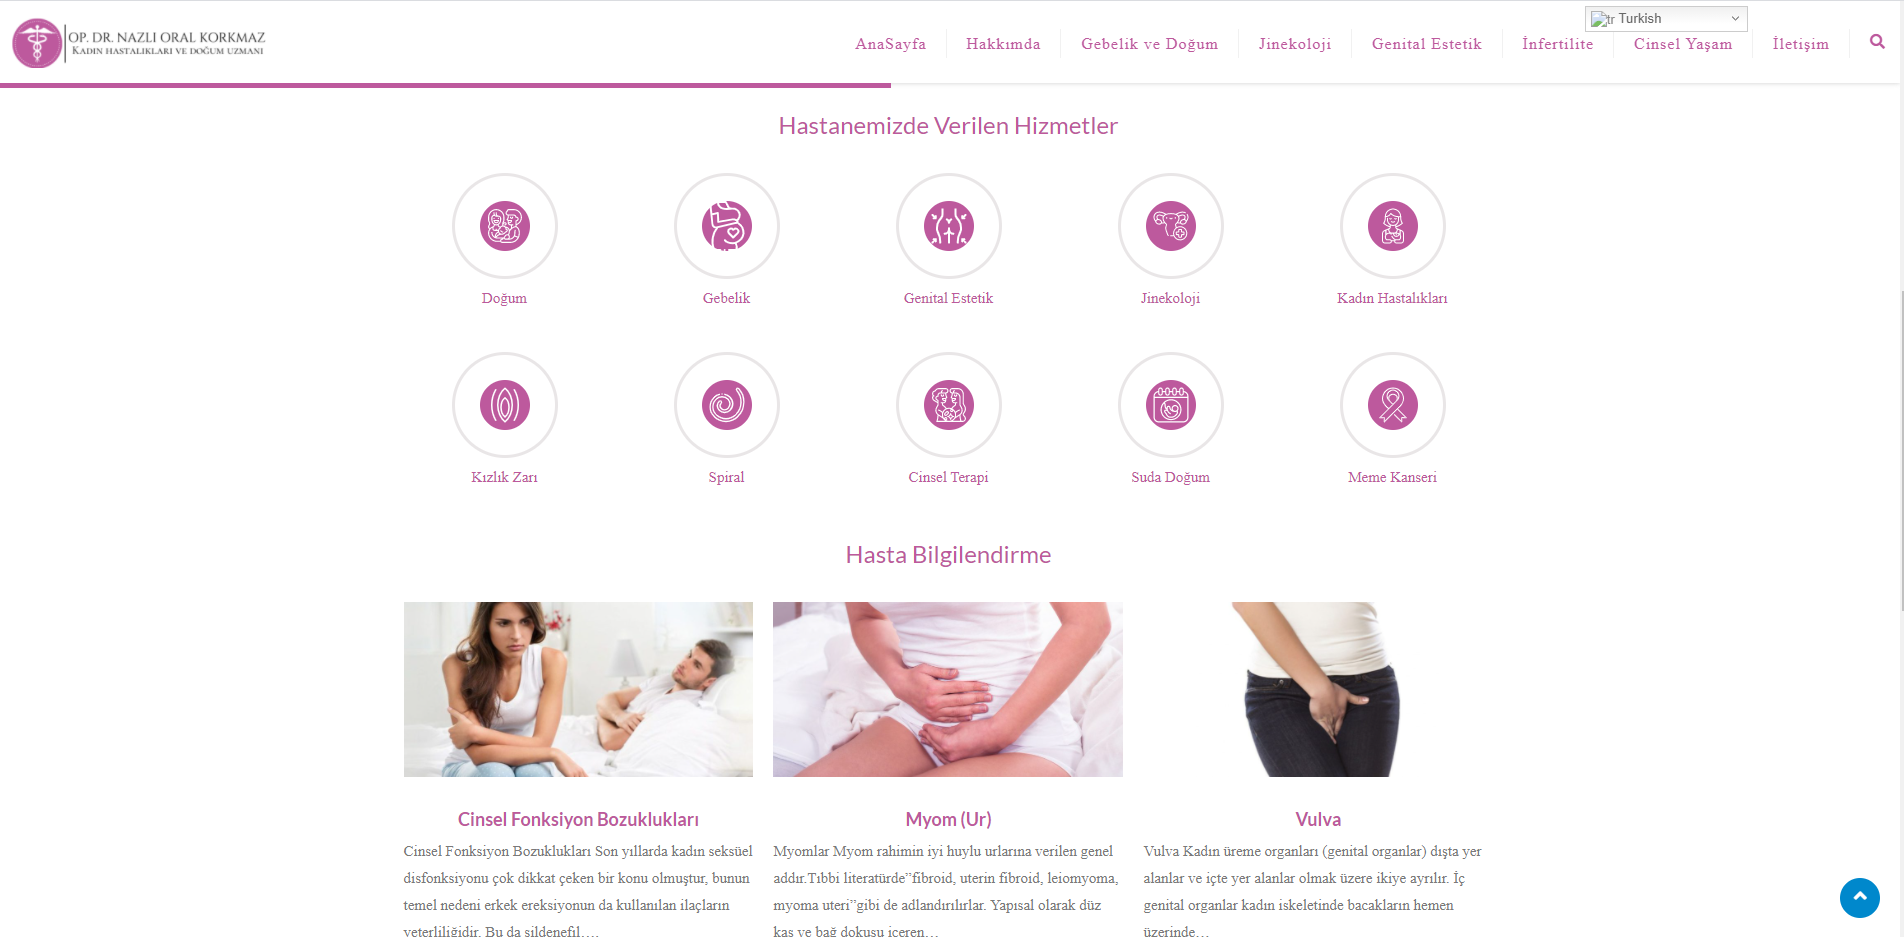 OP. DR. NAZLI ORAL KORKMAZ
KADIN HASTALIKLARI VE DOĞUM UZMANI
tr Turkish
AnaSayfa
Hakkımda
Gebelik ve Doğum
Jinekoloji
Genital Estetik
İnfertilite
Cinsel Yaşam
İletişim
Hastanemizde Verilen Hizmetler
Doğum
Gebelik
Genital Estetik
Jinekoloji
Kadın Hastalıkları
Kızlık Zarı
Spiral
Cinsel Terapi
Suda Doğum
Meme Kanseri
Hasta Bilgilendirme
Cinsel Fonksiyon Bozuklukları
Cinsel Fonksiyon Bozuklukları Son yıllarda kadın seksüel
disfonksiyonu çok dikkat çeken bir konu olmuştur, bunun
temel nedeni erkek ereksiyonun da kullanılan ilaçların
yeterliliğidir. Bu da sildenefil….
Myom (Ur)
Myomlar Myom rahimin iyi huylu urlarına verilen genel
addır.Tıbbi literatürde”fibroid, uterin fibroid, leiomyoma,
myoma uteri”gibi de adlandırılırlar. Yapısal olarak düz
kas ve bağ dokusu içeren…
Vulva
Vulva Kadın üreme organları (genital organlar) dışta yer
alanlar ve içte yer alanlar olmak üzere ikiye ayrılır. İç
genital organlar kadın iskeletinde bacakların hemen
üzerinde…